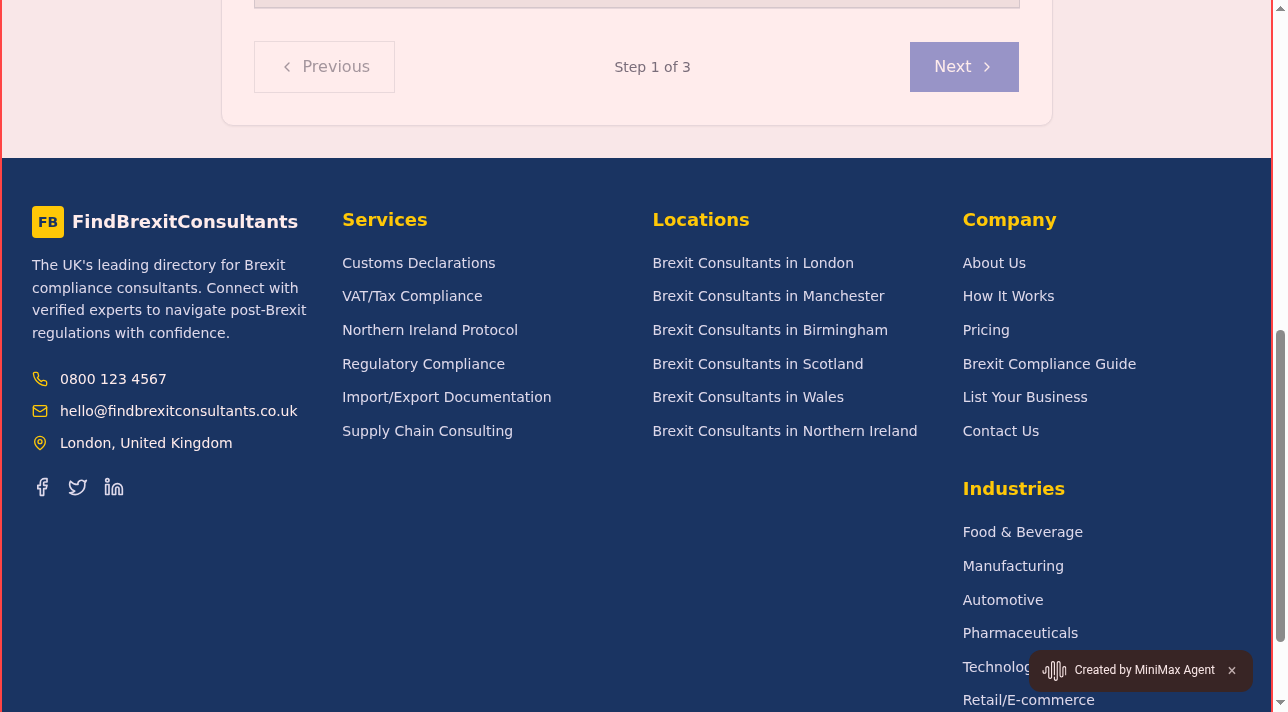 Previous
Step 1 of 3
Next
FB
FindBrexitConsultants
The UK's leading directory for Brexit
compliance consultants. Connect with
verified experts to navigate post-Brexit
regulations with confidence.
0800 123 4567
hello@findbrexitconsultants.co.uk
London, United Kingdom
Services
Customs Declarations
VAT/Tax Compliance
Northern Ireland Protocol
Regulatory Compliance
Import/Export Documentation
Supply Chain Consulting
Locations
Brexit Consultants in London
Brexit Consultants in Manchester
Brexit Consultants in Birmingham
Brexit Consultants in Scotland
Brexit Consultants in Wales
Brexit Consultants in Northern Ireland
Company
About Us
How It Works
Pricing
Brexit Compliance Guide
List Your Business
Contact Us
Industries
Food & Beverage
Manufacturing
Automotive
Pharmaceuticals
Retail/E-commerce
Created by MiniMax Agent